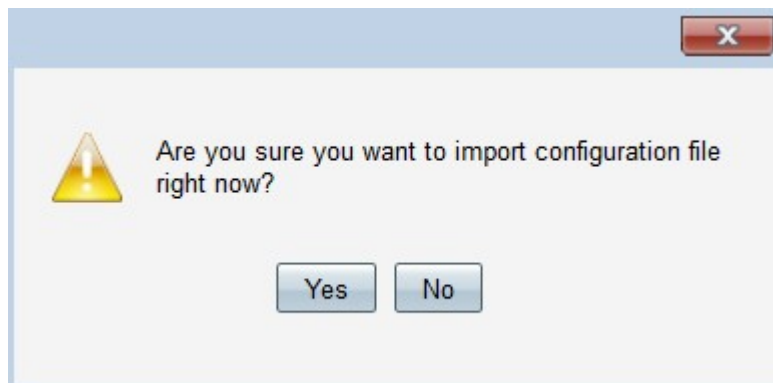 Are you sure you want to import configuration file
right now?
Yes No